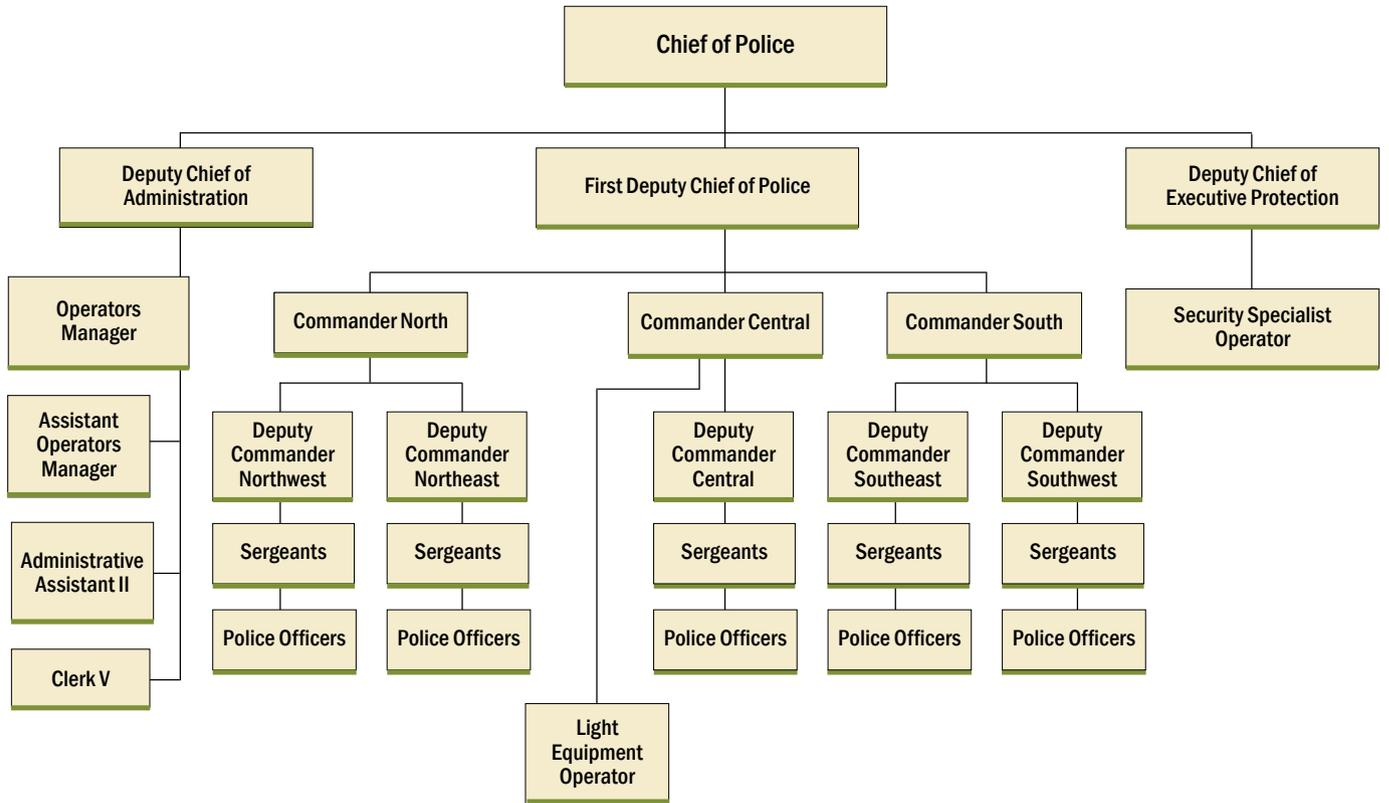 Chief of Police
Deputy Chief of
Administration
First Deputy Chief of Police
Deputy Chief of
Executive Protection
Operators
Manager
Commander North
Commander Central
Commander South
Security Specialist
Operator
Assistant
Operators
Manager
Deputy
Commander
Northwest
Deputy
Commander
Northeast
Deputy
Commander
Central
Deputy
Commander
Southeast
Deputy
Commander
Southwest
Administrative
Assistant II
Sergeants
Sergeants
Sergeants
Sergeants
Sergeants
Police Officers
Police Officers
Police Officers
Police Officers
Police Officers
Clerk V
Light
Equipment
Operator